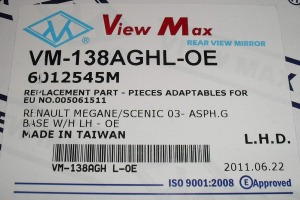 View Max
REAR VIEW MIRROR
VM-138AGHL-OE
6012545M
REPLACEMENT PART - PIECES ADAPTABLES FOR
EU NO.005061511
RENAULT MEGANE/SCENIC 03- ASPH.G
BASE W/H LH - OE
MADE IN TAIWAN
L.H.D.
VM-138AGH L-OE
2011.06.22
ISO 9001:2008 E Approved